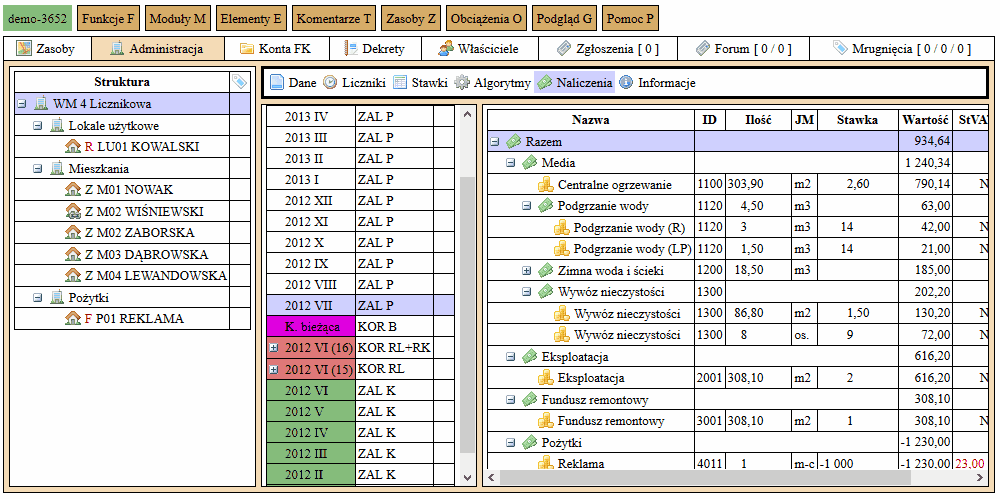 demo-3652 Funkcje F Moduły M Elementy E Komentarze T Zasoby Z Obciążenia O Podgląd G Pomoc P
Zasoby Administracja Konta FK Dekrety Właściciele Zgłoszenia [ 0 ] Forum [ 0 / 0 ] Mrugnięcia [ 0 / 0 / 0 ]
Struktura
WM 4 Licznikowa
Lokale użytkowe
R LU01 KOWALSKI
Mieszkania
Z M01 NOWAK
Z M02 WIŚNIEWSKI
Z M02 ZABORSKA
Z M03 DĄBROWSKA
Z M04 LEWANDOWSKA
Pożytki
F P01 REKLAMA
Dane Liczniki Stawki Algorytmy Naliczenia Informacje
2013 IV ZAL P
2013 III ZAL P
2013 II ZAL P
2013 I ZAL P
2012 XII ZAL P
2012 XI ZAL P
2012 X ZAL P
2012 IX ZAL P
2012 VIII ZAL P
2012 VII ZAL P
K. bieżąca KOR B
2012 VI (16) KOR RL+RK
2012 VI (15) KOR RL
2012 VI ZAL K
2012 V ZAL K
2012 IV ZAL K
2012 III ZAL K
2012 II ZAL K
Nazwa ID Ilość JM Stawka Wartość StVA
Razem 934,64
Media 1 240,34
Centralne ogrzewanie 1100 303,90 m2 2,60 790,14 N
Podgrzanie wody 1120 4,50 m3 63,00
Podgrzanie wody (R) 1120 3 m3 14 42,00 N
Podgrzanie wody (LP) 1120 1,50 m3 14 21,00 N
Zimna woda i ścieki 1200 18,50 m3 185,00
Wywóz nieczystości 1300 202,20
Wywóz nieczystości 1300 86,80 m2 1,50 130,20 N
Wywóz nieczystości 1300 8 os. 9 72,00 N
Eksploatacja 616,20
Eksploatacja 2001 308,10 m2 2 616,20 N
Fundusz remontowy 308,10
Fundusz remontowy 3001 308,10 m2 1 308,10 N
Pożytki -1 230,00
Reklama 4011 1 m-c -1 000 -1 230,00 23,00